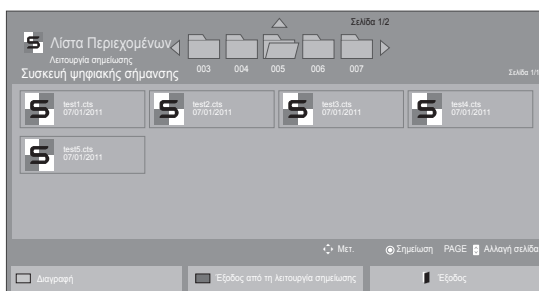 Σελίδα 1/2
Λίστα Περιεχομένων
Λειτουργία σημείωσης
Συσκευή ψηφιακής σήμανσης
003 004 005 006 007
Σελίδα 1/1
test1.cts
07/01/2011
test2.cts
07/01/2011
test3.cts
07/01/2011
test4.cts
07/01/2011
test5.cts
07/01/2011
Μετ. Σημείωση PAGE Αλλαγή σελίδα
Διαγραφή Έξοδος από τη λειτουργία σημείωσης Έξοδος